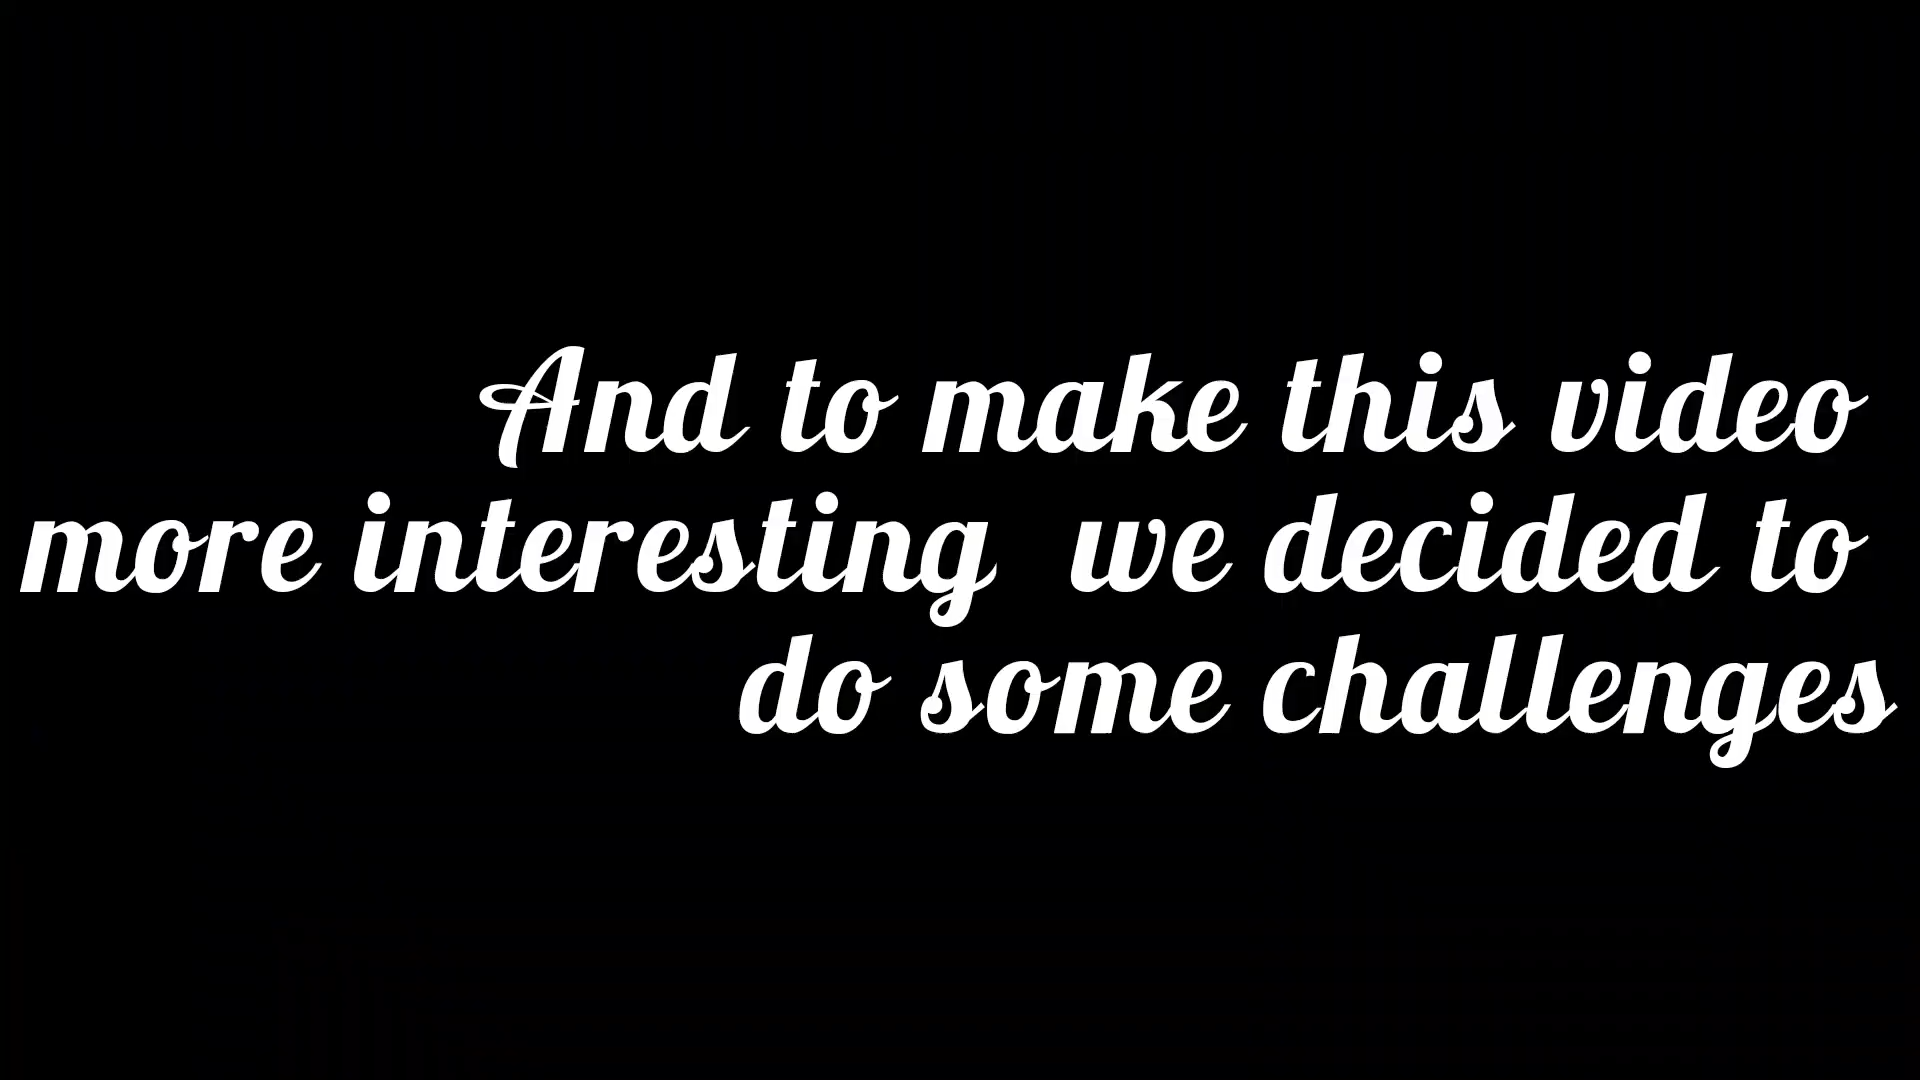 And to make this video
more interesting  we decided to
do some challenges